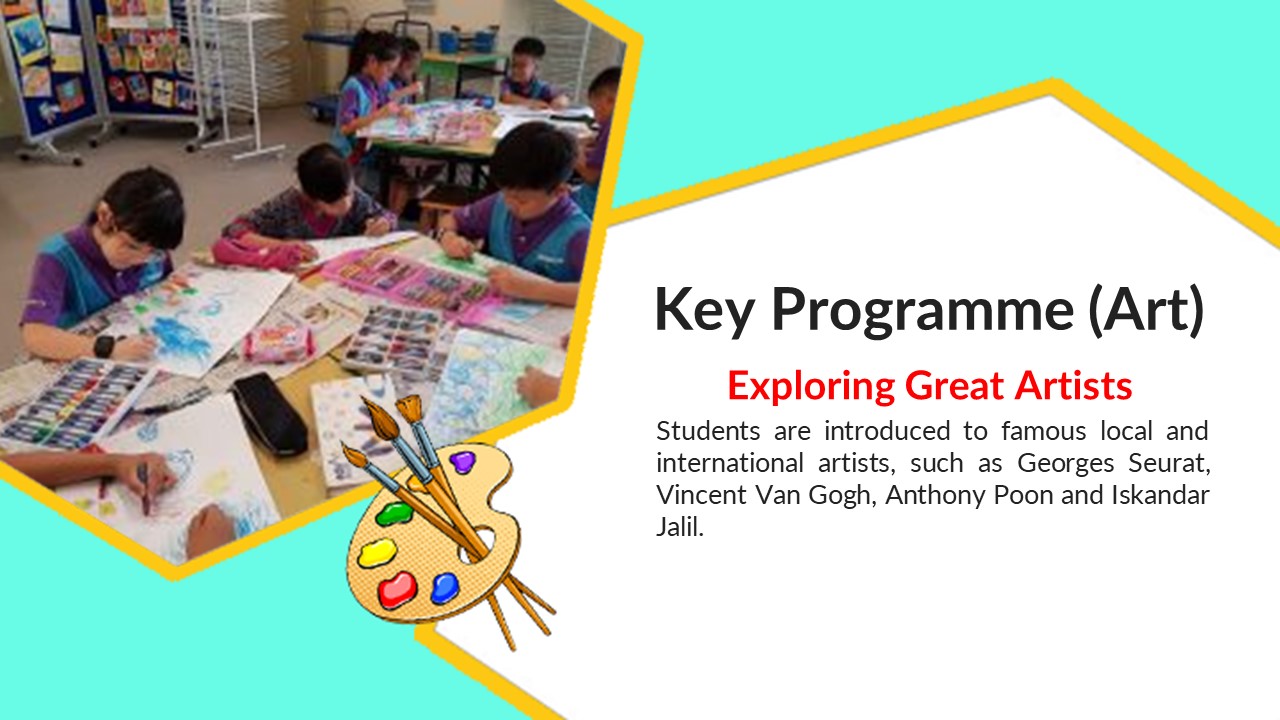 Key Programme (Art)
Exploring Great Artists
Students are introduced to famous local and
international artists, such as Georges Seurat,
Vincent Van Gogh, Anthony Poon and Iskandar
Jalil.